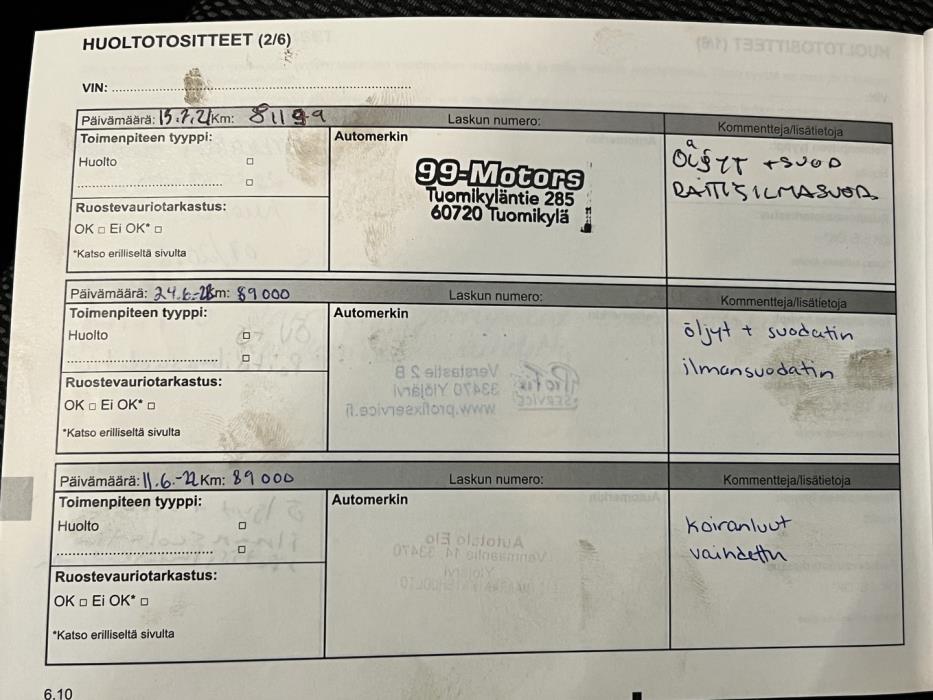 HUOLTOTOSITTEET (2/6)
VIN:
Päivämäärä: 13.7.21 Km: 81199
Laskun numero:
Kommentteja/lisätietoja
Toimenpiteen tyyppi:
Automerkin
Huolto
99-Motors
Tuomikyläntie 285
60720 Tuomikylä
ÖLJYT +SUOD
RAITISILMASUOD.
Ruostevauriotarkastus:
OK □ Ei OK* □
*Katso erilliseltä sivulta
Päivämäärä: 24.6.-22 Km: 89 000
Laskun numero:
Kommentteja/lisätietoja
Toimenpiteen tyyppi:
Automerkin
Huolto
öljyt + suodatin
ilmansuodatin
Ruostevauriotarkastus:
OK □ Ei OK* □
*Katso erilliseltä sivulta
Päivämäärä: 11.6.-22 Km: 89 000
Laskun numero:
Kommentteja/lisätietoja
Toimenpiteen tyyppi:
Automerkin
Huolto
koiranluut
vaihdettu
Ruostevauriotarkastus:
OK □ Ei OK* □
*Katso erilliseltä sivulta
6.10